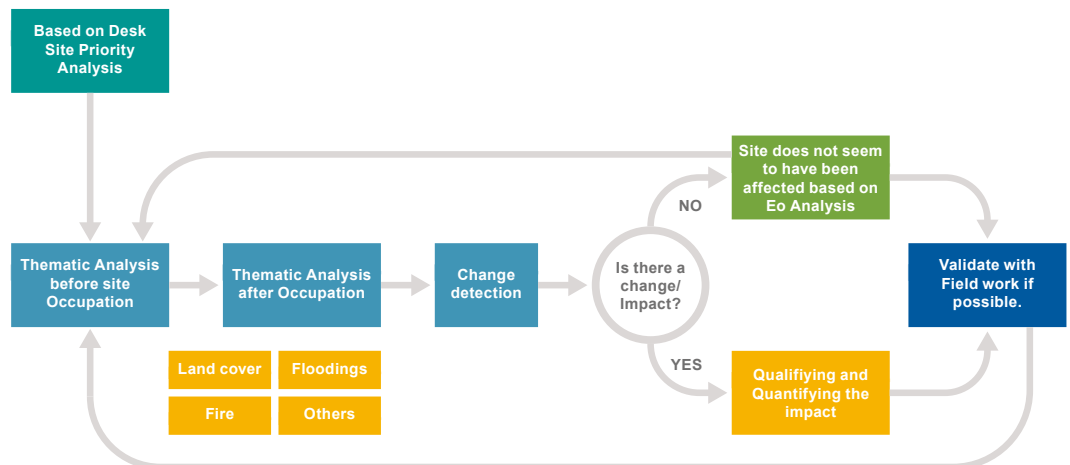 Based on Desk
Site Priority
Analysis
Site does not seem
to have been
affected based on
Eo Analysis
NO
Thematic Analysis
before site
Occupation
Thematic Analysis
after Occupation
Change
detection
Is there a
change/
Impact?
Validate with
Field work if
possible.
YES
Land cover
Floodings
Fire
Others
Qualifiying and
Quantifying the
impact